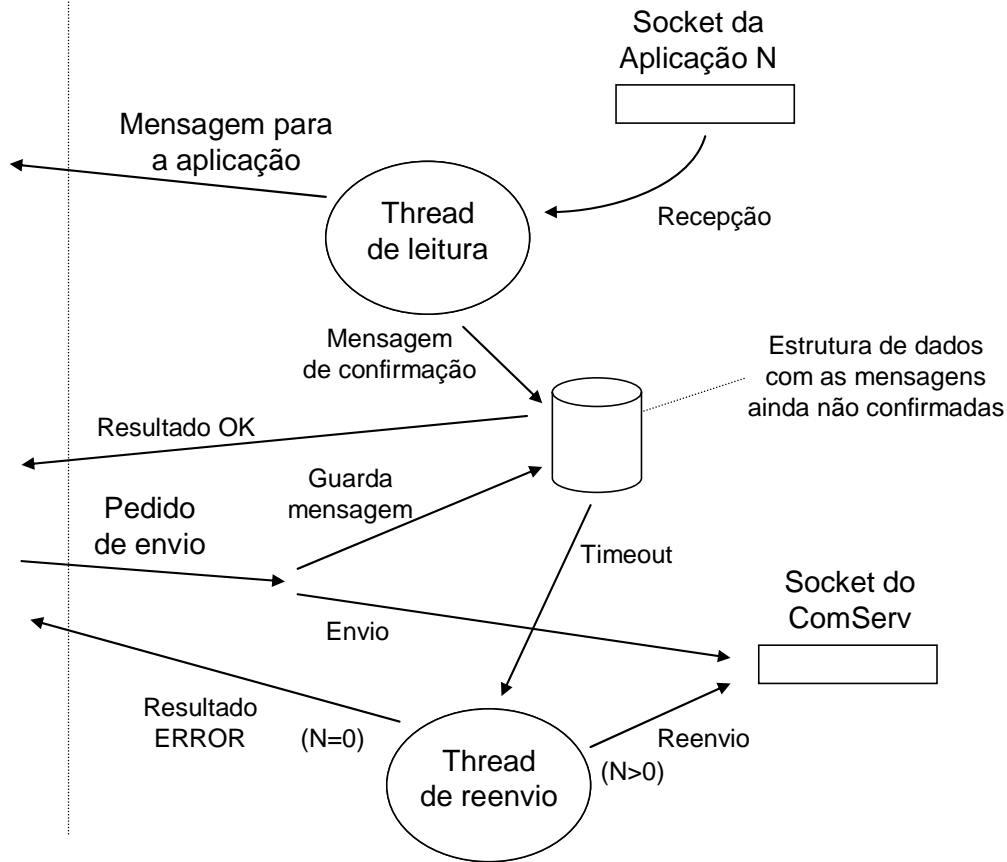 Socket da
Aplicação N
Mensagem para
a aplicação
Thread
de leitura
Recepção
Mensagem
de confirmação
Estrutura de dados
com as mensagens
ainda não confirmadas
Resultado OK
Guarda
mensagem
Pedido
de envio
Timeout
Socket do
ComServ
Envio
Resultado
ERROR
(N=0)
Thread
de reenvio
Reenvio
(N>0)